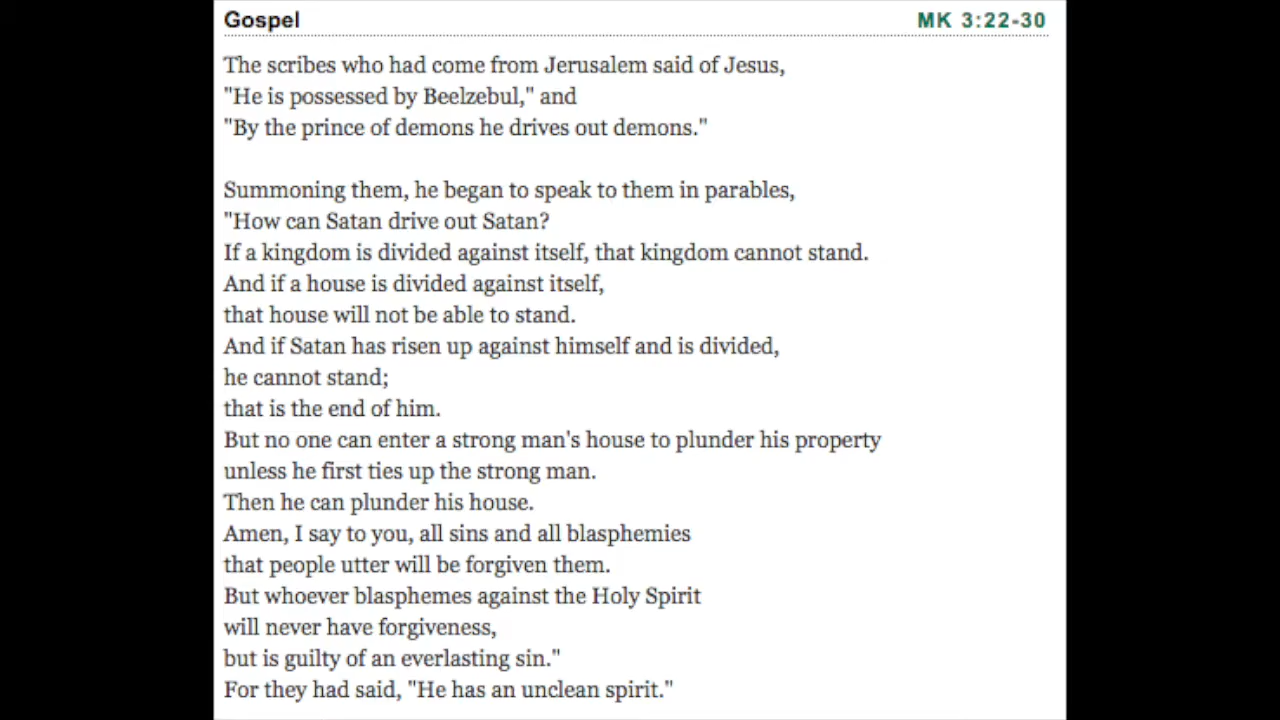 Gospel MK 3:22-30
The scribes who had come from Jerusalem said of Jesus,
"He is possessed by Beelzebul," and
"By the prince of demons he drives out demons."
Summoning them, he began to speak to them in parables,
"How can Satan drive out Satan?
If a kingdom is divided against itself, that kingdom cannot stand.
And if a house is divided against itself,
that house will not be able to stand.
And if Satan has risen up against himself and is divided,
he cannot stand;
that is the end of him.
But no one can enter a strong man's house to plunder his property
unless he first ties up the strong man.
Then he can plunder his house.
Amen, I say to you, all sins and all blasphemies
that people utter will be forgiven them.
But whoever blasphemes against the Holy Spirit
will never have forgiveness,
but is guilty of an everlasting sin."
For they had said, "He has an unclean spirit."